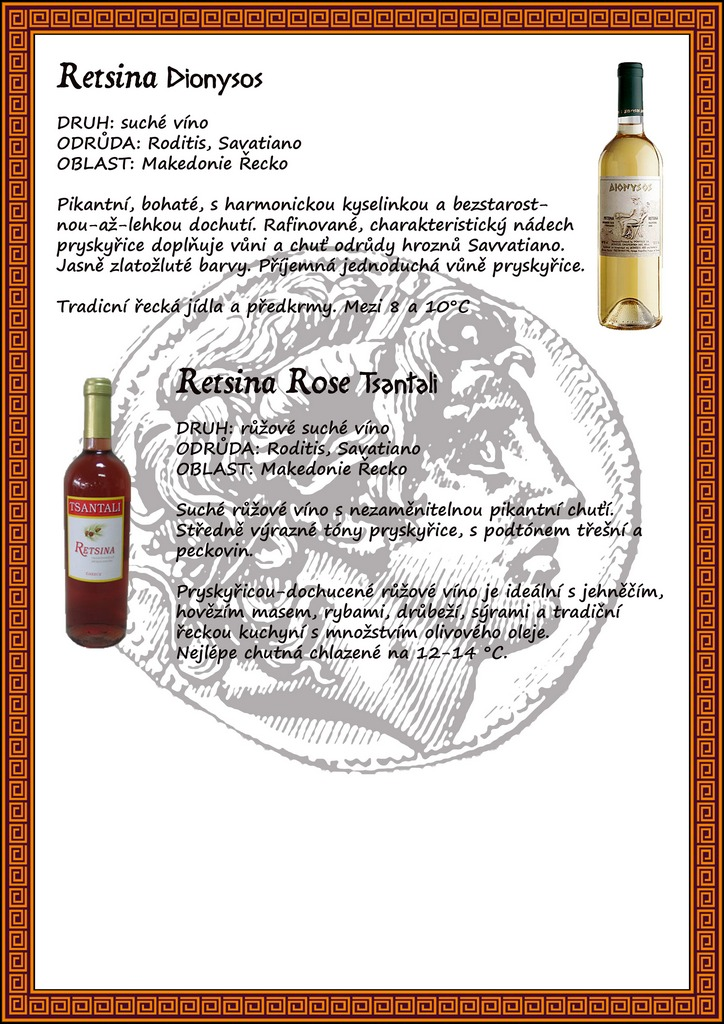 Retsina Dionysos
DRUH: suché víno
ODRŮDA: Roditis, Savatiano
OBLAST: Makedonie Řecko
Pikantní, bohaté, s harmonickou kyselinkou a bezstarost-
nou-až-lehkou dochutí. Rafinované, charakteristický nádech
pryskyřice doplňuje vůni a chuť odrůdy hroznů Savvatiano.
Jasně zlatožluté barvy. Příjemná jednoduchá vůně pryskyřice.
Tradicní řecká jídla a předkrmy. Mezi 8 a 10°C
DIONYSOS
Retsina Rose Tsantali
DRUH: růžové suché víno
ODRŮDA: Roditis, Savatiano
OBLAST: Makedonie Řecko
Suché růžové víno s nezaměnitelnou pikantní chuťí.
Středně výrazné tóny pryskyřice, s podtónem třešní a
peckovin.
Pryskyřicou-dochucené růžové víno je ideální s jehněčím,
hovězím masem, rybami, drůbeží, sýrami a tradiční
řeckou kuchyní s množstvím olivového oleje.
Nejlépe chutná chlazené na 12-14 °C.
TSANTALI
RETSINA